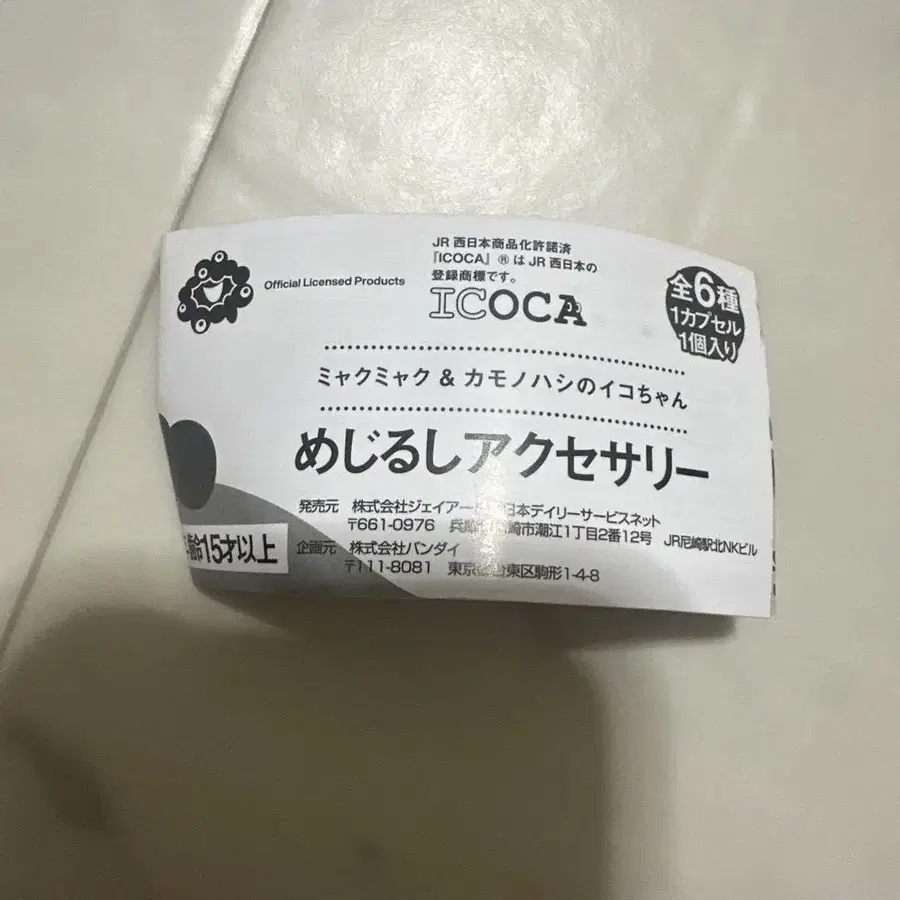 Official Licensed Products
JR 西日本商品化許諾済
『ICOCA』® は JR 西日本の
登録商標です。
ICOCA
全6種
1カプセル
1個入り
ミャクミャク & カモノハシのイコちゃん
めじるしアクセサリー
発売元 株式会社ジェイアール 日本デイリーサービスネット
〒661-0976 兵庫 崎市潮江1丁目2番12号 JR尼崎駅北NKビル
齢15才以上
企画元 株式会社バンダイ
〒111-8081 東京 台東区駒形1-4-8